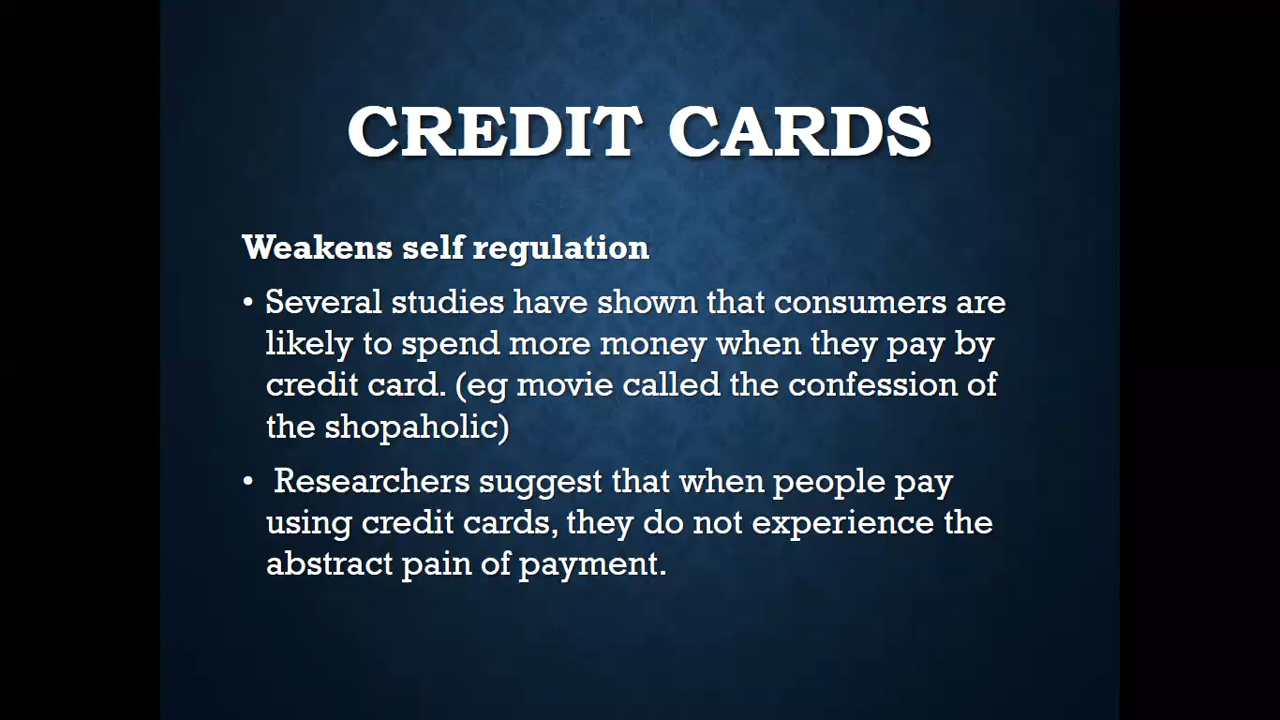 CREDIT CARDS
Weakens self regulation
• Several studies have shown that consumers are
likely to spend more money when they pay by
credit card. (eg movie called the confession of
the shopaholic)
• Researchers suggest that when people pay
using credit cards, they do not experience the
abstract pain of payment.